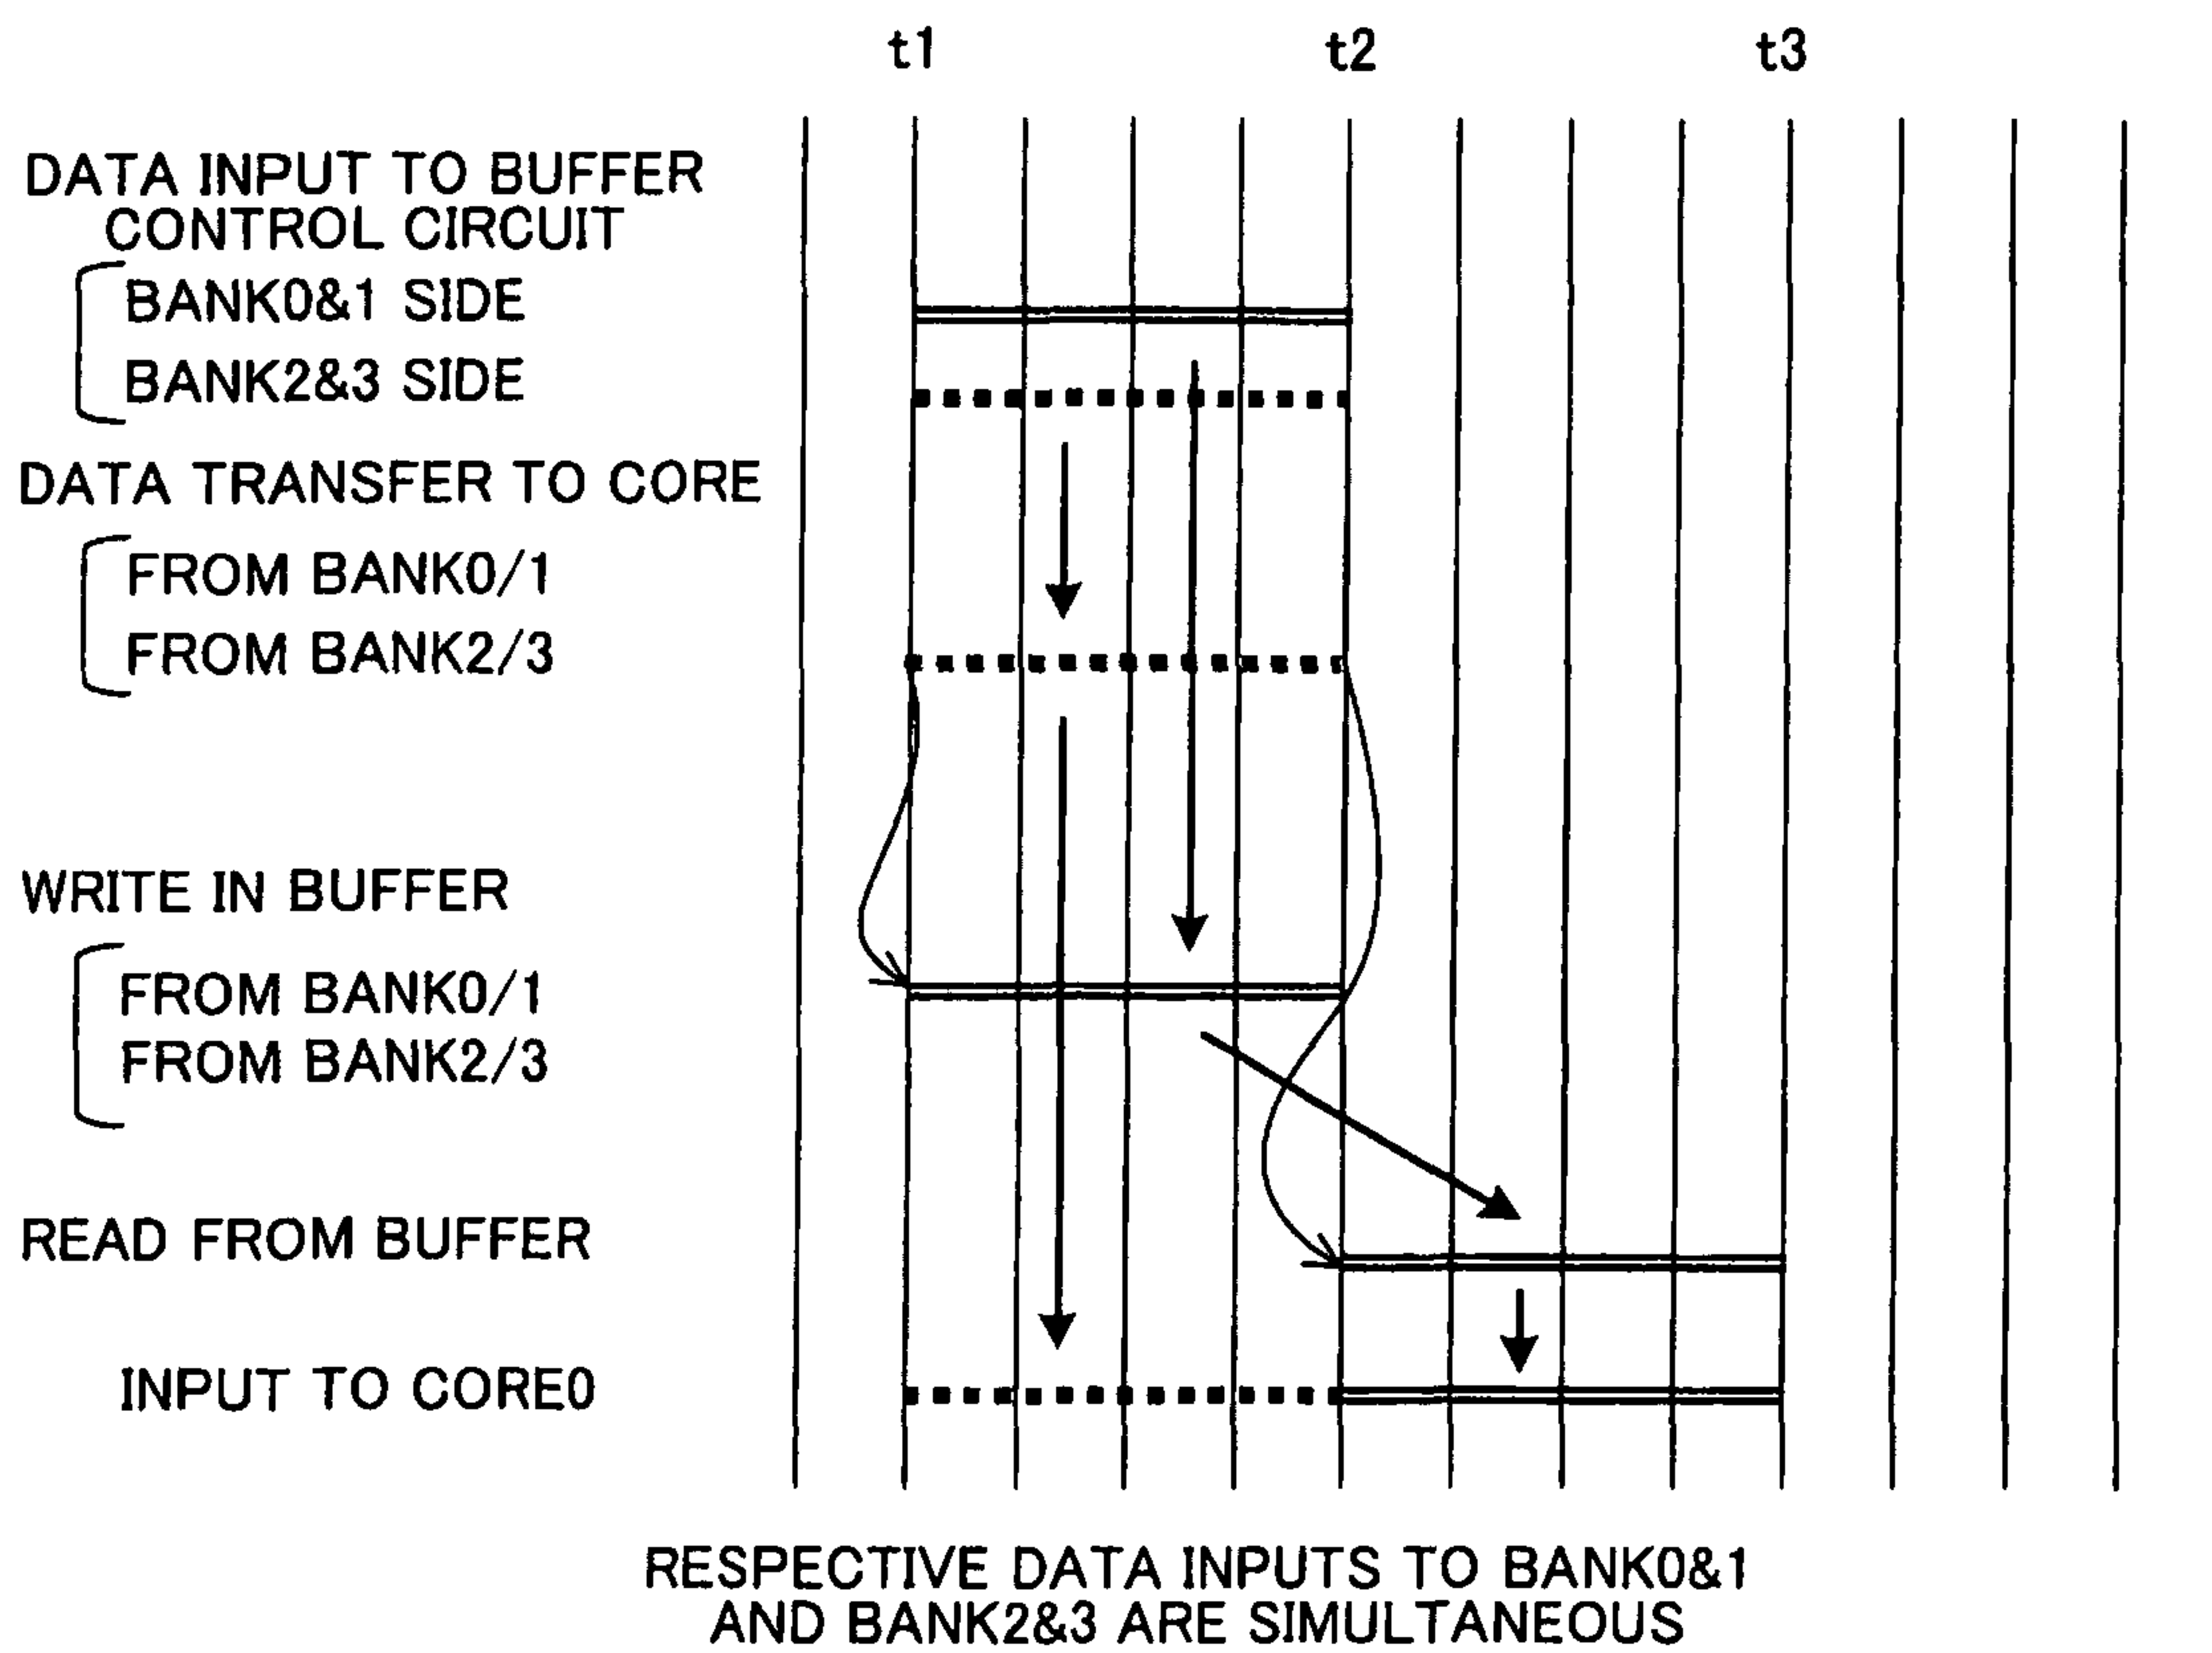 t1 t2 t3
DATA INPUT TO BUFFER
CONTROL CIRCUIT
BANK0&1 SIDE
BANK2&3 SIDE
DATA TRANSFER TO CORE
FROM BANK0/1
FROM BANK2/3
WRITE IN BUFFER
FROM BANK0/1
FROM BANK2/3
READ FROM BUFFER
INPUT TO CORE0
RESPECTIVE DATA INPUTS TO BANK0&1
AND BANK2&3 ARE SIMULTANEOUS